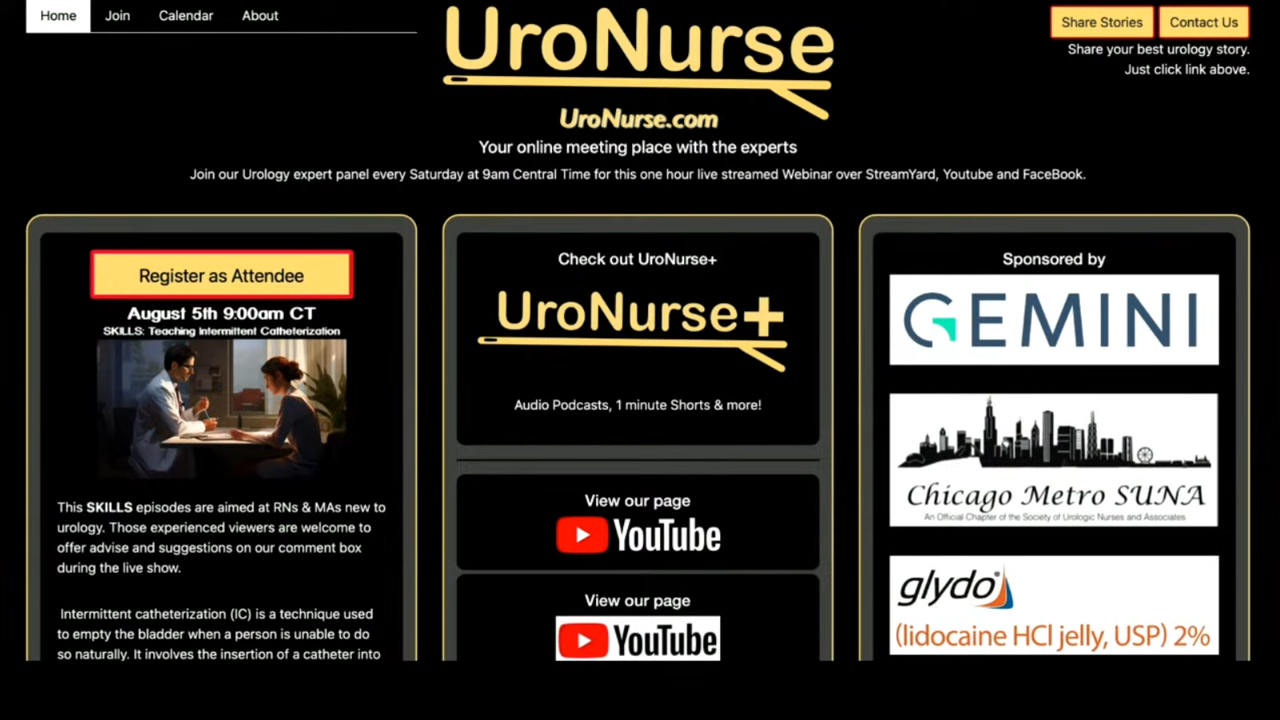 Home Join Calendar About
UroNurse
UroNurse.com
Your online meeting place with the experts
Share Stories Contact Us
Share your best urology story.
Just click link above.
Join our Urology expert panel every Saturday at 9am Central Time for this one hour live streamed Webinar over StreamYard, Youtube and FaceBook.
Register as Attendee
August 5th 9:00am CT
SKILLS: Teaching Intermittent Catheterization
This SKILLS episodes are aimed at RNs & MAs new to
urology. Those experienced viewers are welcome to
offer advise and suggestions on our comment box
during the live show.
Intermittent catheterization (IC) is a technique used
to empty the bladder when a person is unable to do
so naturally. It involves the insertion of a catheter into
Check out UroNurse+
UroNurse+
Audio Podcasts, 1 minute Shorts & more!
View our page
YouTube
View our page
YouTube
Sponsored by
GEMINI
Chicago Metro SUNA
An Official Chapter of the Society of Urologic Nurses and Associates
glydo®
(lidocaine HCl jelly, USP) 2%